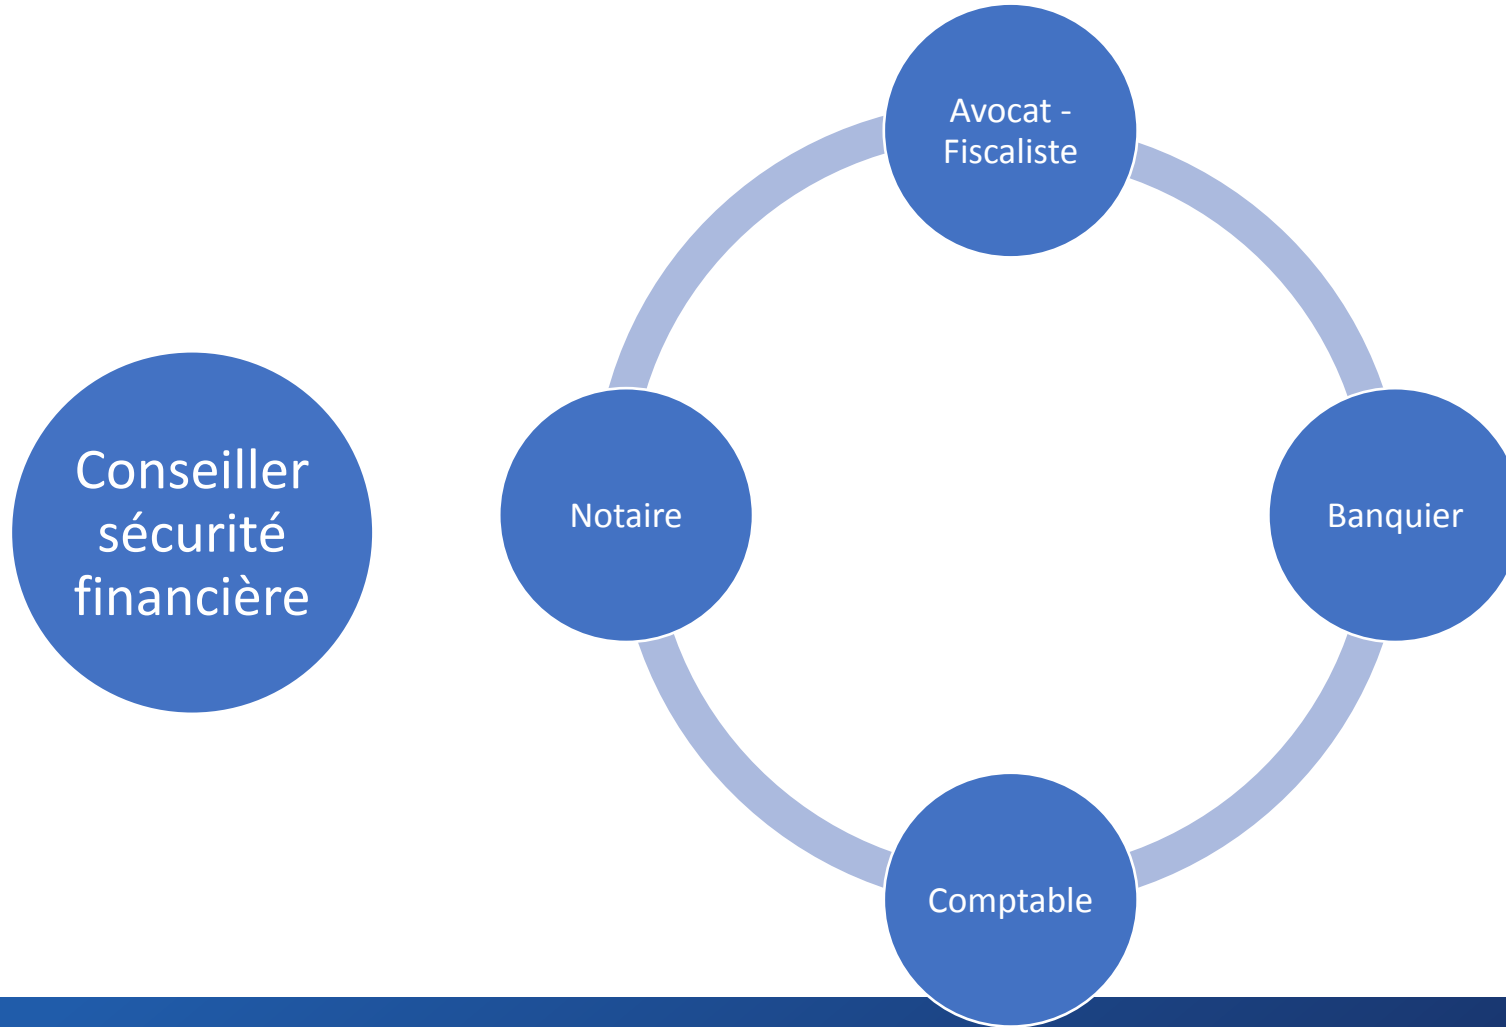 Conseiller
sécurité
financière
Avocat -
Fiscaliste
Notaire
Banquier
Comptable